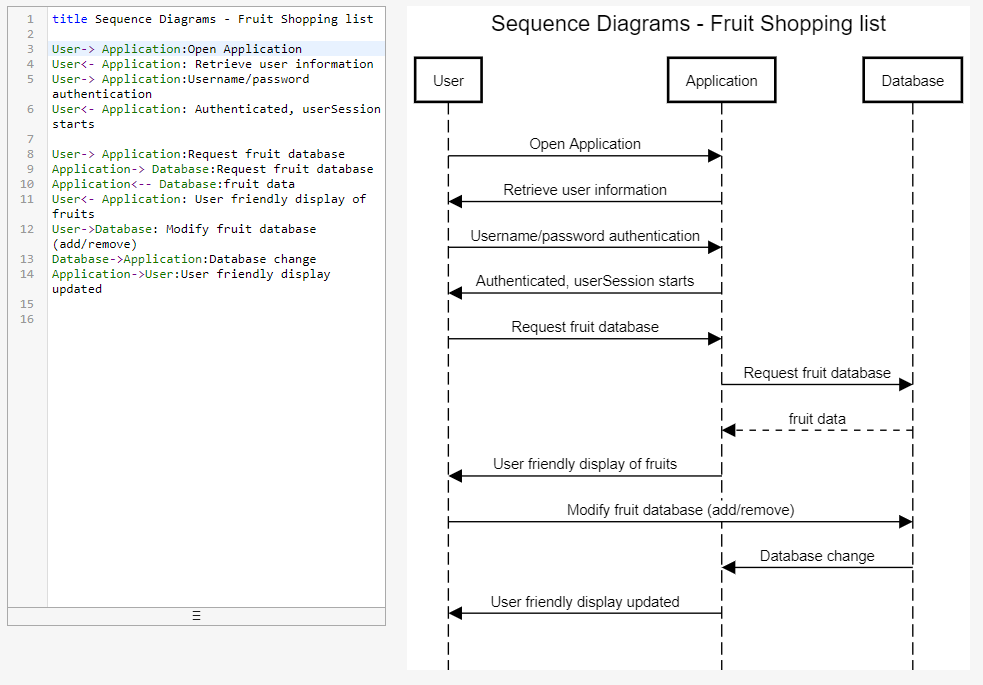 1 title Sequence Diagrams - Fruit Shopping list
2
3 User-> Application:Open Application
4 User<- Application: Retrieve user information
5 User-> Application:Username/password
authentication
6 User<- Application: Authenticated, userSession
starts
7
8 User-> Application:Request fruit database
9 Application-> Database:Request fruit database
10 Application<-- Database:fruit data
11 User<- Application: User friendly display of
fruits
12 User->Database: Modify fruit database
(add/remove)
13 Database->Application:Database change
14 Application->User:User friendly display
updated
15
16
Sequence Diagrams - Fruit Shopping list
User Application Database
Open Application
Retrieve user information
Username/password authentication
Authenticated, userSession starts
Request fruit database
Request fruit database
fruit data
User friendly display of fruits
Modify fruit database (add/remove)
Database change
User friendly display updated